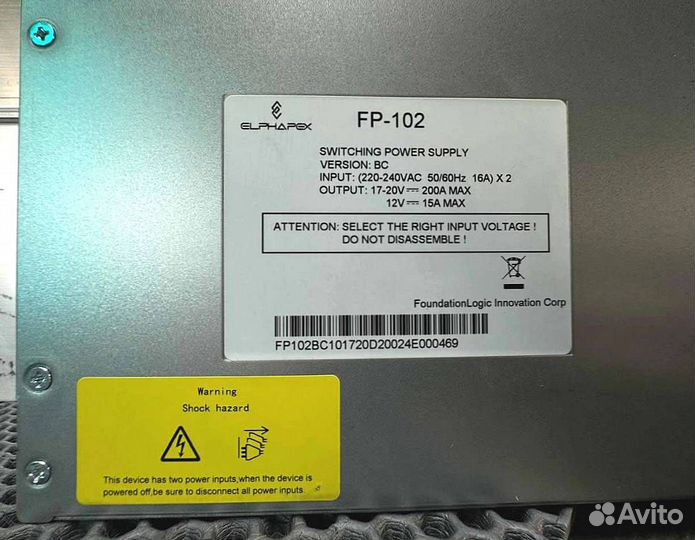 ELPHAPEX
FP-102
SWITCHING POWER SUPPLY
VERSION: BC
INPUT: (220-240VAC 50/60Hz 16A) X 2
OUTPUT: 17-20V ⎓ 200A MAX
12V ⎓ 15A MAX
ATTENTION: SELECT THE RIGHT INPUT VOLTAGE !
DO NOT DISASSEMBLE !
FoundationLogic Innovation Corp
FP102BC101720D20024E000469
Warning
Shock hazard
This device has two power inputs,when the device is
powered off,be sure to disconnect all power inputs.
Avito